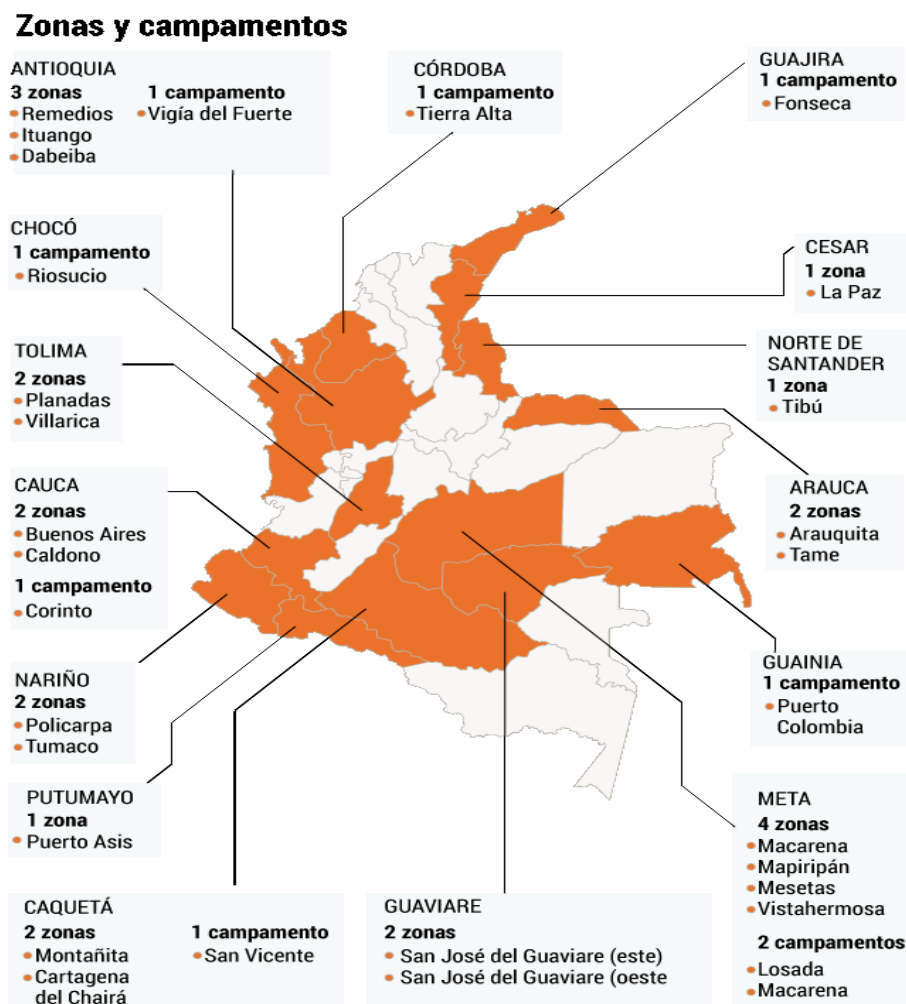 Zonas y campamentos
ANTIOQUIA
3 zonas
Remedios
Ituango
Dabeiba
1 campamento
Vigía del Fuerte
CÓRDOBA
1 campamento
Tierra Alta
GUAJIRA
1 campamento
Fonseca
CHOCÓ
1 campamento
Riosucio
CESAR
1 zona
La Paz
TOLIMA
2 zonas
Planadas
Villarica
NORTE DE
SANTANDER
1 zona
Tibú
CAUCA
2 zonas
Buenos Aires
Caldono
1 campamento
Corinto
ARAUCA
2 zonas
Arauquita
Tame
NARIÑO
2 zonas
Policarpa
Tumaco
GUAINIA
1 campamento
Puerto
Colombia
PUTUMAYO
1 zona
Puerto Asis
META
4 zonas
Macarena
Mapiripán
Mesetas
Vistahermosa
2 campamentos
Losada
Macarena
CAQUETÁ
2 zonas
Montañita
Cartagena
del Chairá
1 campamento
San Vicente
GUAVIARE
2 zonas
San José del Guaviare (este)
San José del Guaviare (oeste